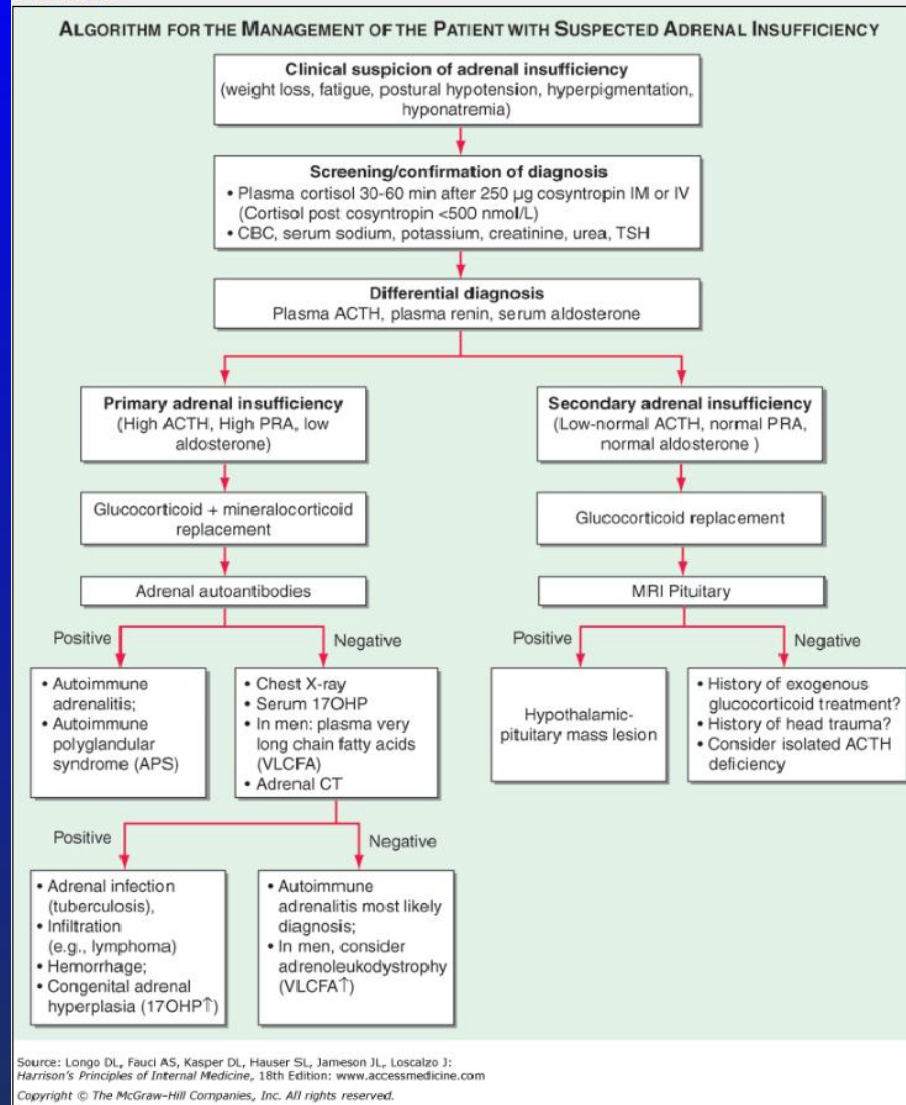 ALGORITHM FOR THE MANAGEMENT OF THE PATIENT WITH SUSPECTED ADRENAL INSUFFICIENCY
Clinical suspicion of adrenal insufficiency
(weight loss, fatigue, postural hypotension, hyperpigmentation,
hyponatremia)
Screening/confirmation of diagnosis
• Plasma cortisol 30-60 min after 250 µg cosyntropin IM or IV
(Cortisol post cosyntropin <500 nmol/L)
• CBC, serum sodium, potassium, creatinine, urea, TSH
Differential diagnosis
Plasma ACTH, plasma renin, serum aldosterone
Primary adrenal insufficiency
(High ACTH, High PRA, low
aldosterone)
Glucocorticoid + mineralocorticoid
replacement
Adrenal autoantibodies
Positive
Negative
• Autoimmune
adrenalitis;
• Autoimmune
polyglandular
syndrome (APS)
• Chest X-ray
• Serum 17OHP
• In men: plasma very
long chain fatty acids
(VLCFA)
• Adrenal CT
Positive
Negative
• Adrenal infection
(tuberculosis),
• Infiltration
(e.g., lymphoma)
• Hemorrhage;
• Congenital adrenal
hyperplasia (17OHP↑)
• Autoimmune
adrenalitis most likely
diagnosis;
• In men, consider
adrenoleukodystrophy
(VLCFA↑)
Secondary adrenal insufficiency
(Low-normal ACTH, normal PRA,
normal aldosterone )
Glucocorticoid replacement
MRI Pituitary
Positive
Negative
Hypothalamic-
pituitary mass lesion
• History of exogenous
glucocorticoid treatment?
• History of head trauma?
• Consider isolated ACTH
deficiency
Source: Longo DL, Fauci AS, Kasper DL, Hauser SL, Jameson JL, Loscalzo J:
Harrison's Principles of Internal Medicine, 18th Edition: www.accessmedicine.com
Copyright © The McGraw-Hill Companies, Inc. All rights reserved.